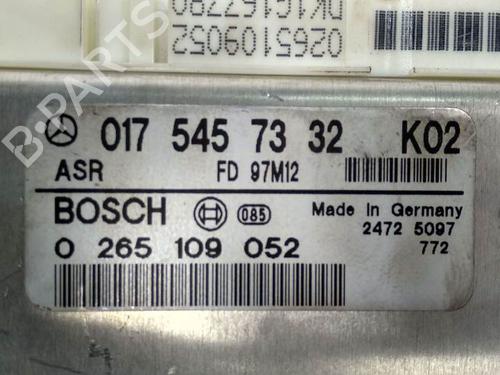 0265109052
017 545 73 32 K02
ASR FD 97M12
BOSCH 085 Made In Germany
0 265 109 052 2472 5097
772
B-PARTS